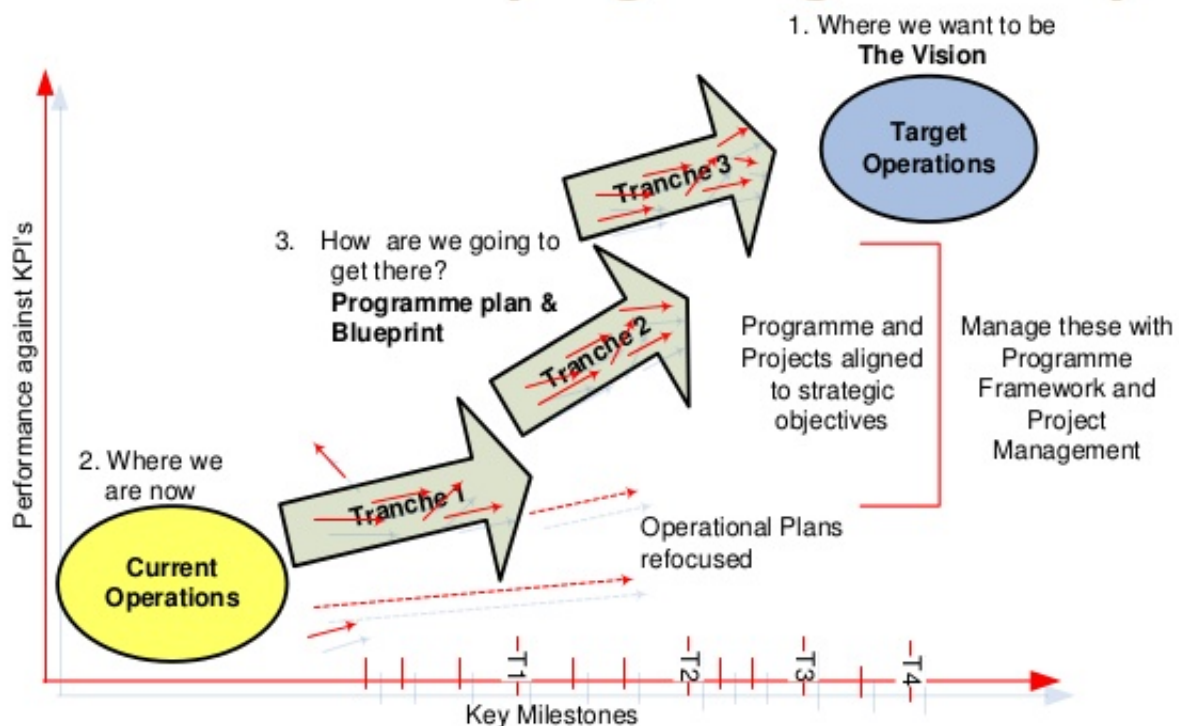 1. Where we want to be
The Vision
Target
Operations
Tranche 3
3. How are we going to
get there?
Programme plan &
Blueprint
Tranche 2
Programme and
Projects aligned
to strategic
objectives
Manage these with
Programme
Framework and
Project
Management
Performance against KPI's
2. Where we
are now
Tranche 1
Current
Operations
Operational Plans
refocused
T1
T2
T3
T4
Key Milestones